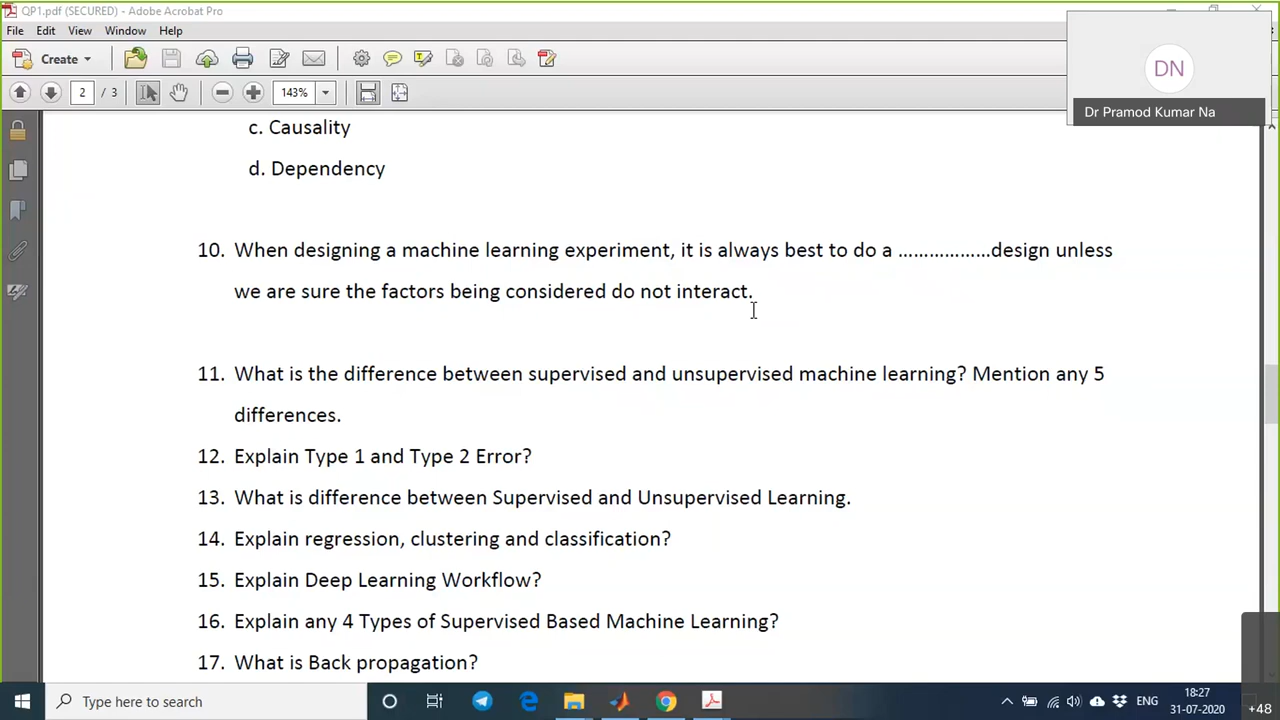 QP1.pdf (SECURED) - Adobe Acrobat Pro
File Edit View Window Help
Create
2 / 3 143%
DN
Dr Pramod Kumar Na
c. Causality
d. Dependency
10. When designing a machine learning experiment, it is always best to do a ..................design unless
we are sure the factors being considered do not interact.
11. What is the difference between supervised and unsupervised machine learning? Mention any 5
differences.
12. Explain Type 1 and Type 2 Error?
13. What is difference between Supervised and Unsupervised Learning.
14. Explain regression, clustering and classification?
15. Explain Deep Learning Workflow?
16. Explain any 4 Types of Supervised Based Machine Learning?
17. What is Back propagation?
Type here to search
ENG
18:27
31-07-2020
+48